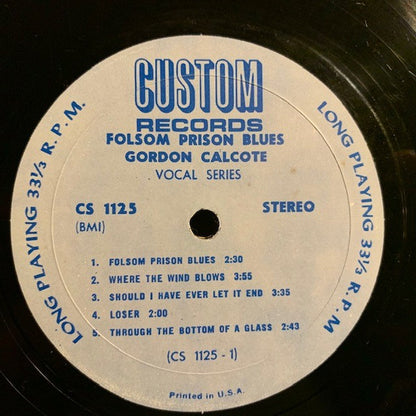 CUSTOM
RECORDS
FOLSOM PRISON BLUES
GORDON CALCOTE
VOCAL SERIES
CS 1125
STEREO
(BMI)
1. FOLSOM PRISON BLUES 2:30
2. WHERE THE WIND BLOWS 3:55
3. SHOULD I HAVE EVER LET IT END 3:35
4. LOSER 2:00
5. THROUGH THE BOTTOM OF A GLASS 2:43
(CS 1125-1)
Printed in U.S.A.
LONG PLAYING 33⅓ R.P.M.
LONG PLAYING 33⅓ R.P.M